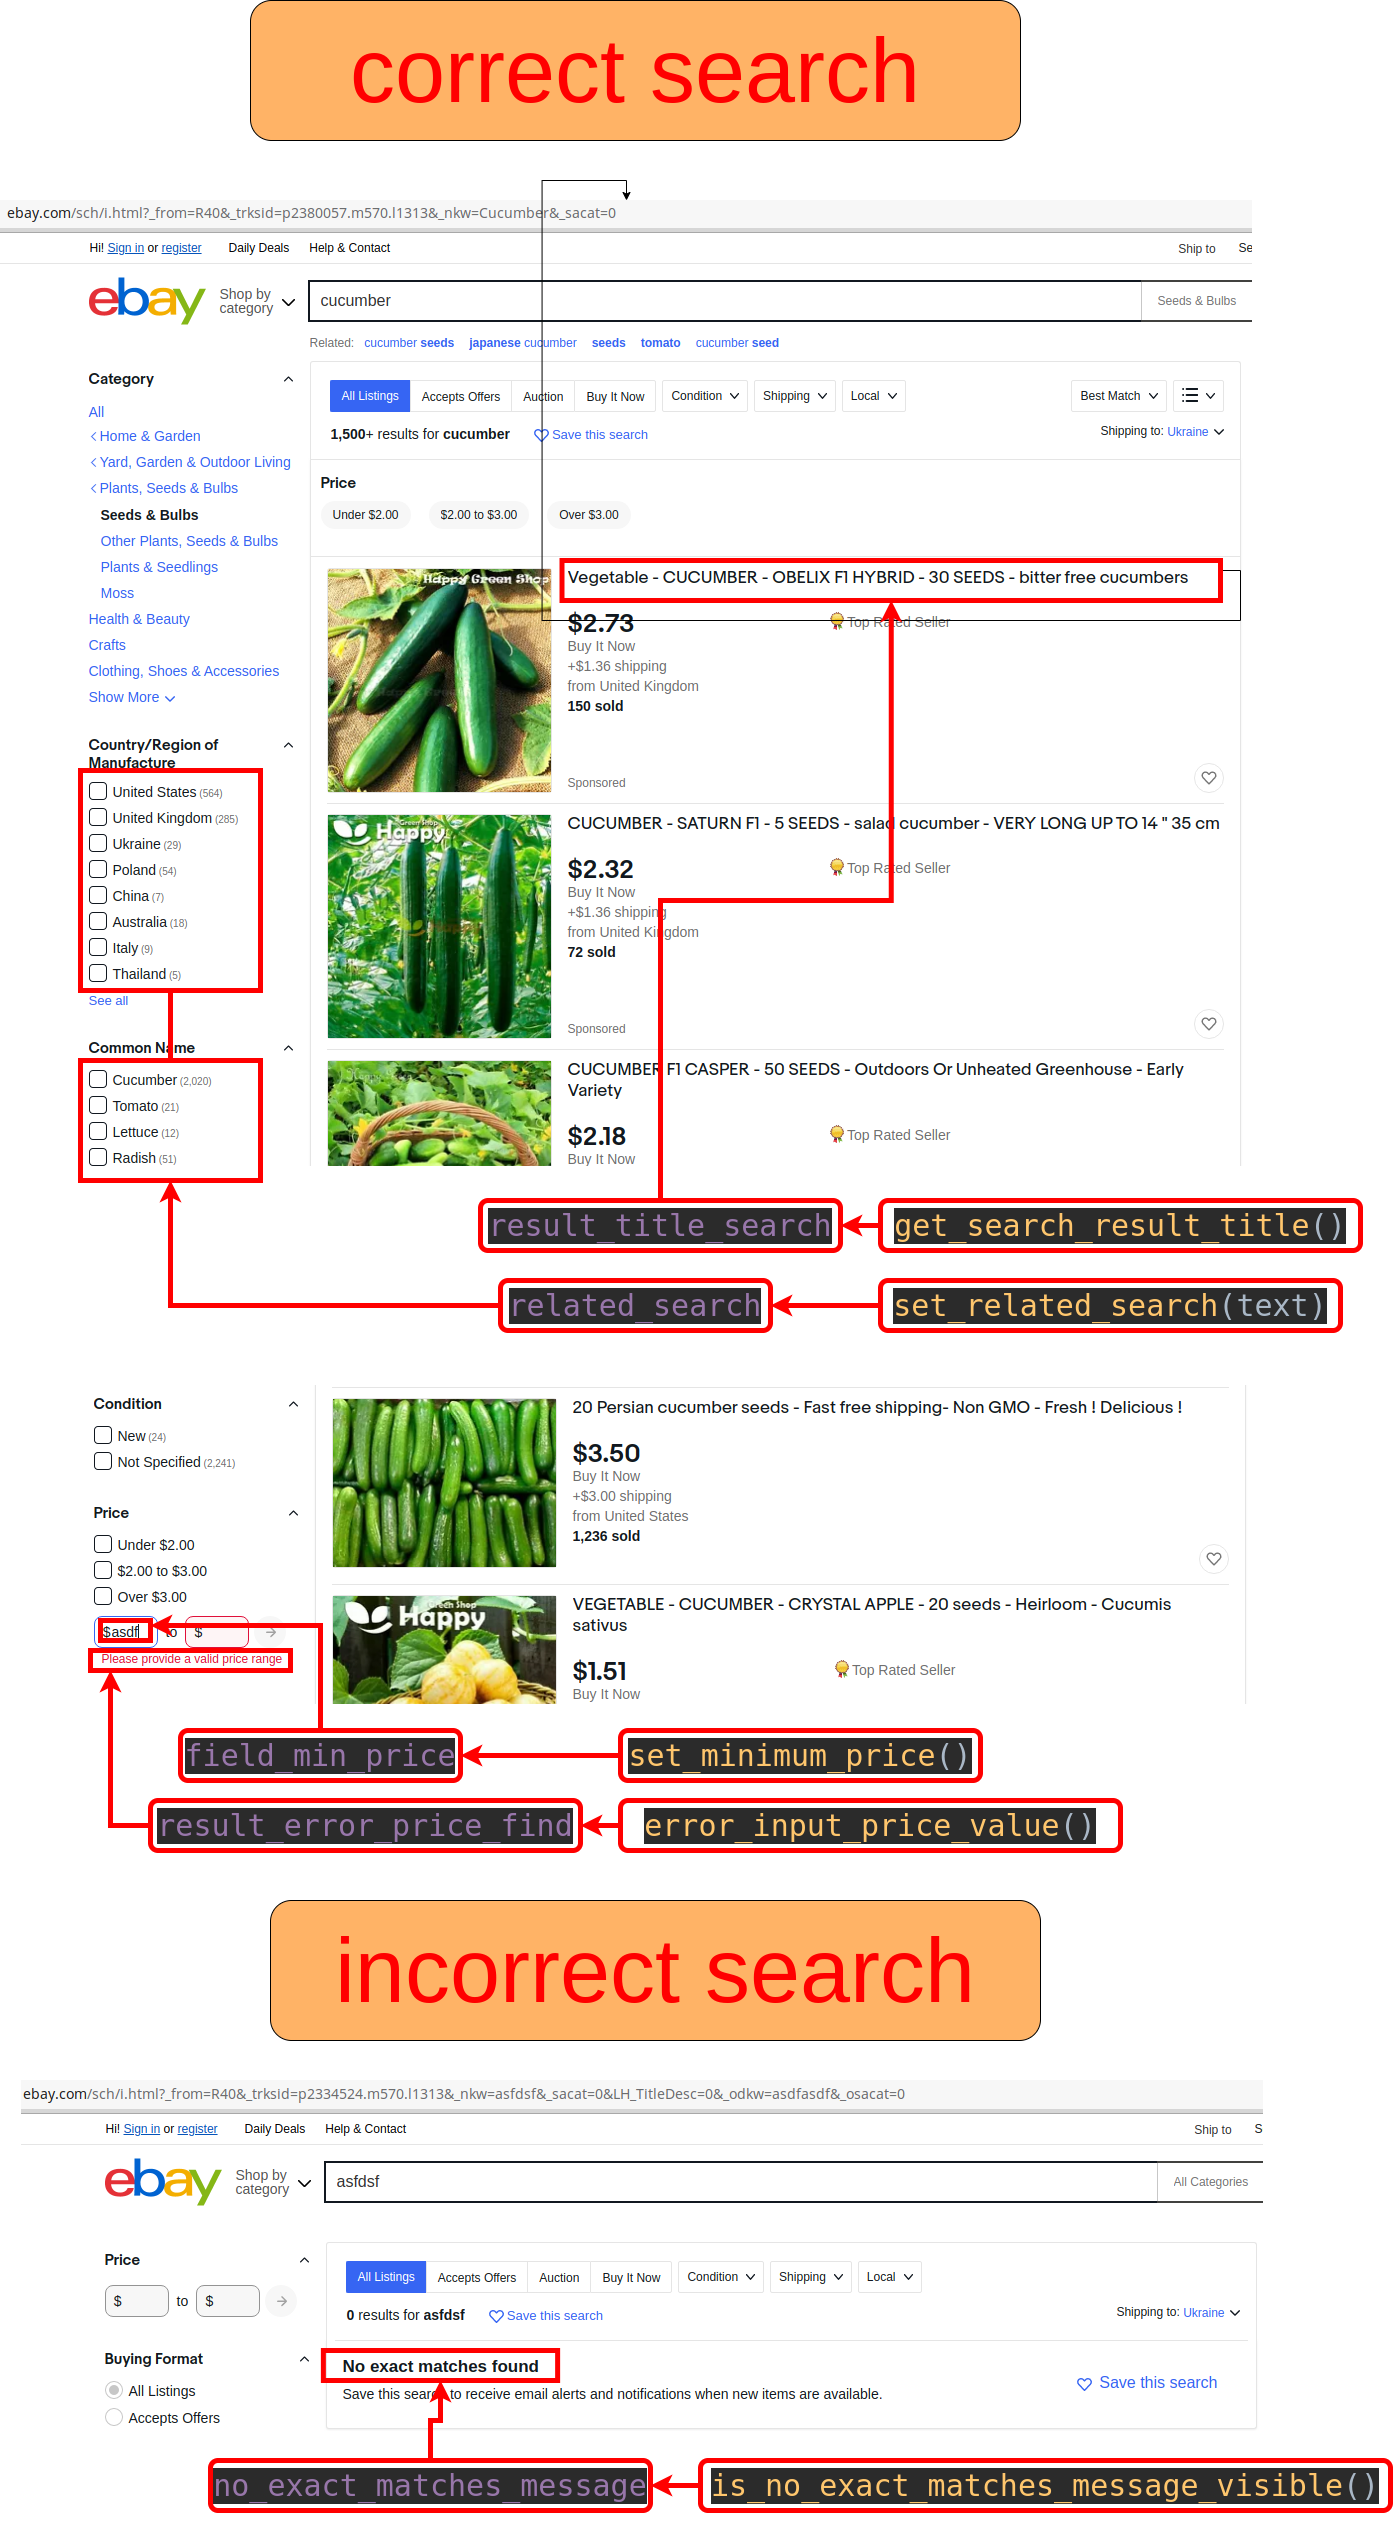 correct search
ebay.com/sch/i.html?_from=R40&_trksid=p2380057.m570.l1313&_nkw=Cucumber&_sacat=0
Hi! Sign in or register Daily Deals Help & Contact Ship to Se
ebay Shop by category cucumber Seeds & Bulbs
Related: cucumber seeds japanese cucumber seeds tomato cucumber seed
Category
All
Home & Garden
Yard, Garden & Outdoor Living
Plants, Seeds & Bulbs
Seeds & Bulbs
Other Plants, Seeds & Bulbs
Plants & Seedlings
Moss
Health & Beauty
Crafts
Clothing, Shoes & Accessories
Show More
Country/Region of
Manufacture
United States (564)
United Kingdom (285)
Ukraine (29)
Poland (54)
China (7)
Australia (18)
Italy (9)
Thailand (5)
See all
Common Name
Cucumber (2,020)
Tomato (21)
Lettuce (12)
Radish (51)
All Listings Accepts Offers Auction Buy It Now Condition Shipping Local Best Match
1,500+ results for cucumber Save this search Shipping to: Ukraine
Price
Under $2.00 $2.00 to $3.00 Over $3.00
Happy Green Shop
Vegetable - CUCUMBER - OBELIX F1 HYBRID - 30 SEEDS - bitter free cucumbers
$2.73 Top Rated Seller
Buy It Now
+$1.36 shipping
from United Kingdom
150 sold
Sponsored
Green Shop
Happy
CUCUMBER - SATURN F1 - 5 SEEDS - salad cucumber - VERY LONG UP TO 14 " 35 cm
$2.32 Top Rated Seller
Buy It Now
+$1.36 shipping
from United Kingdom
72 sold
Sponsored
CUCUMBER F1 CASPER - 50 SEEDS - Outdoors Or Unheated Greenhouse - Early
Variety
$2.18 Top Rated Seller
Buy It Now
result_title_search get_search_result_title()
related_search set_related_search(text)
Condition
New (24)
Not Specified (2,241)
Price
Under $2.00
$2.00 to $3.00
Over $3.00
$asdf to $
Please provide a valid price range
20 Persian cucumber seeds - Fast free shipping- Non GMO - Fresh ! Delicious !
$3.50
Buy It Now
+$3.00 shipping
from United States
1,236 sold
Green Shop
Happy
VEGETABLE - CUCUMBER - CRYSTAL APPLE - 20 seeds - Heirloom - Cucumis
sativus
$1.51 Top Rated Seller
Buy It Now
field_min_price set_minimum_price()
result_error_price_find error_input_price_value()
incorrect search
ebay.com/sch/i.html?_from=R40&_trksid=p2334524.m570.l1313&_nkw=asfdsf&_sacat=0&LH_TitleDesc=0&_odkw=asdfasdf&_osacat=0
Hi! Sign in or register Daily Deals Help & Contact Ship to S
ebay Shop by category asfdsf All Categories
Price
$ to $
Buying Format
All Listings
Accepts Offers
All Listings Accepts Offers Auction Buy It Now Condition Shipping Local
0 results for asfdsf Save this search Shipping to: Ukraine
No exact matches found
Save this search to receive email alerts and notifications when new items are available.
Save this search
no_exact_matches_message is_no_exact_matches_message_visible()